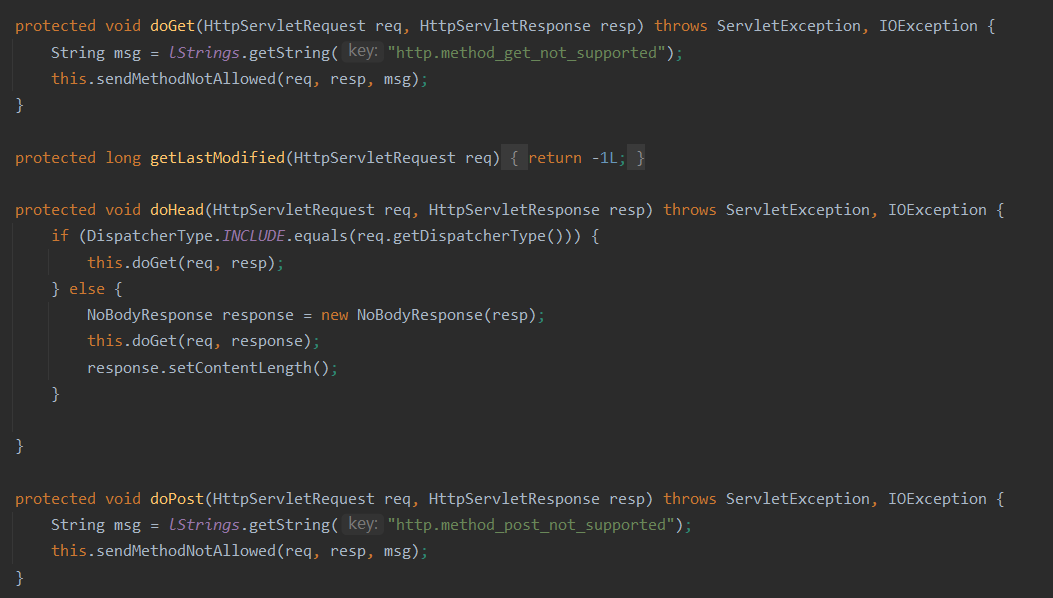 protected void doGet(HttpServletRequest req, HttpServletResponse resp) throws ServletException, IOException {
    String msg = lStrings.getString( key: "http.method_get_not_supported");
    this.sendMethodNotAllowed(req, resp, msg);
}

protected long getLastModified(HttpServletRequest req) { return -1L; }

protected void doHead(HttpServletRequest req, HttpServletResponse resp) throws ServletException, IOException {
    if (DispatcherType.INCLUDE.equals(req.getDispatcherType())) {
        this.doGet(req, resp);
    } else {
        NoBodyResponse response = new NoBodyResponse(resp);
        this.doGet(req, response);
        response.setContentLength();
    }

}

protected void doPost(HttpServletRequest req, HttpServletResponse resp) throws ServletException, IOException {
    String msg = lStrings.getString( key: "http.method_post_not_supported");
    this.sendMethodNotAllowed(req, resp, msg);
}